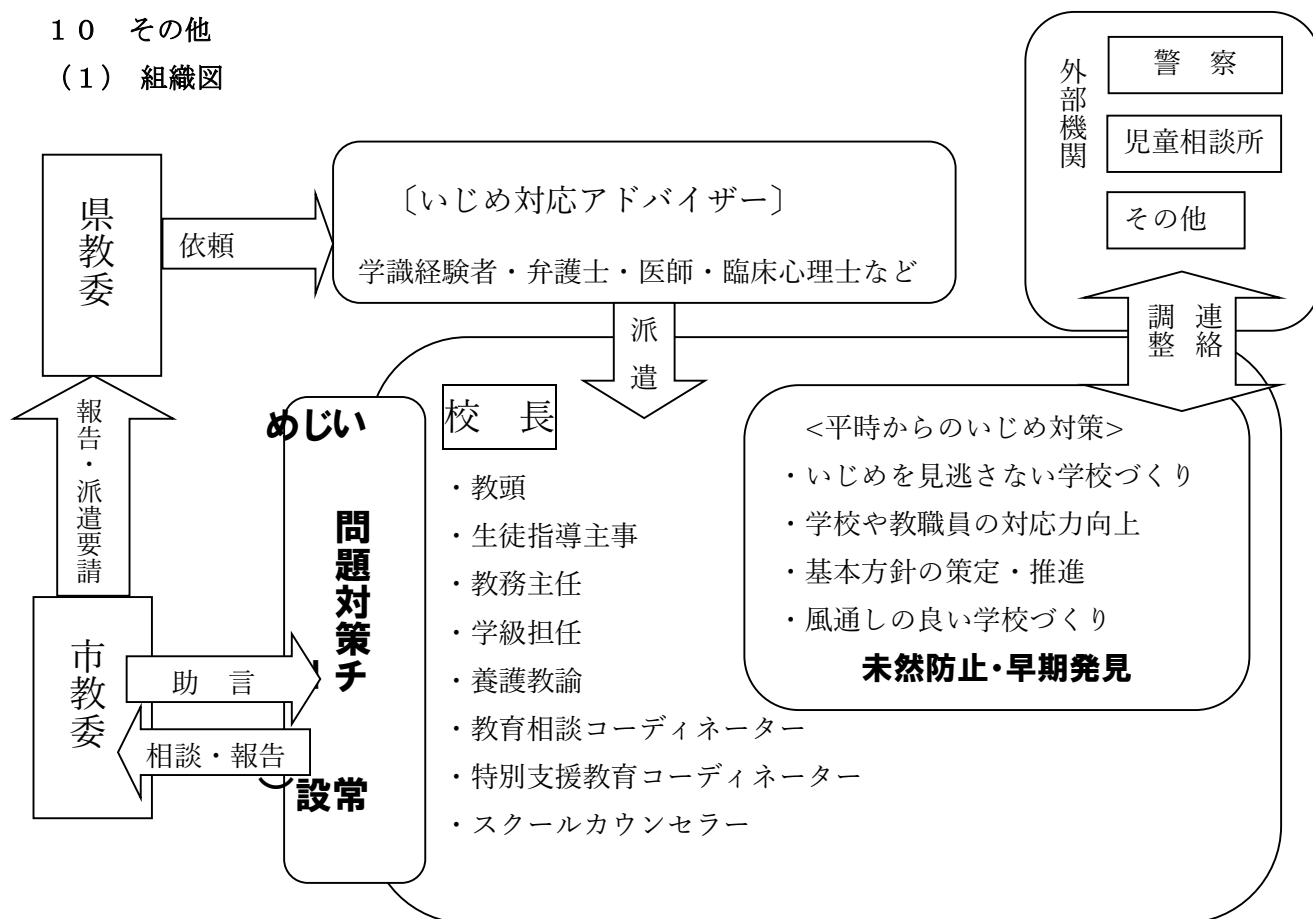 １０　その他
（１） 組織図
外部機関
警　察
児童相談所
その他
連絡
調整
県教委
依頼
〔いじめ対応アドバイザー〕
学識経験者・弁護士・医師・臨床心理士など
派遣
報告・派遣要請
市教委
助　言
相談・報告
めじい
問題対策チ
設常
校　長
・教頭
・生徒指導主事
・教務主任
・学級担任
・養護教諭
・教育相談コーディネーター
・特別支援教育コーディネーター
・スクールカウンセラー
<平時からのいじめ対策>
・いじめを見逃さない学校づくり
・学校や教職員の対応力向上
・基本方針の策定・推進
・風通しの良い学校づくり
未然防止・早期発見